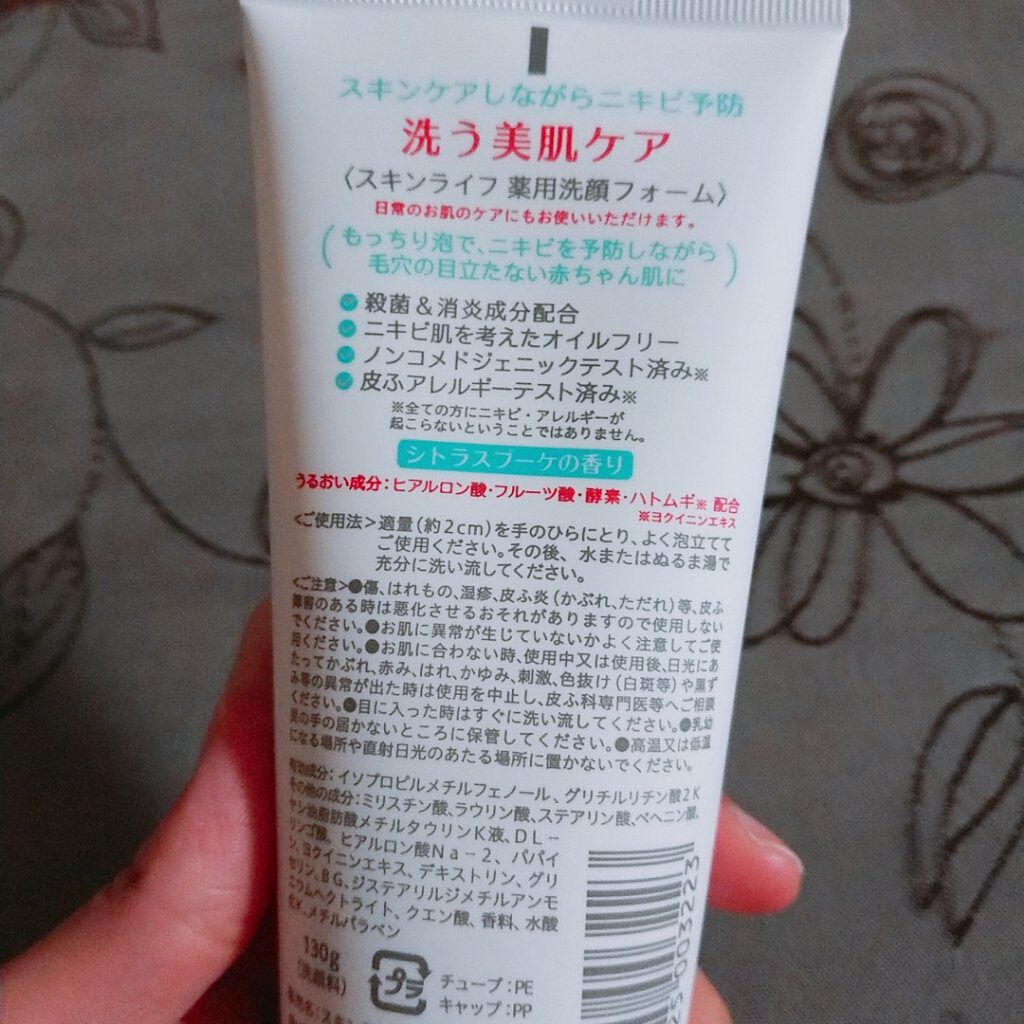 スキンケアしながらニキビ予防
洗う美肌ケア
〈スキンライフ 薬用洗顔フォーム〉
日常のお肌のケアにもお使いいただけます。
もっちり泡で、ニキビを予防しながら
毛穴の目立たない赤ちゃん肌に
殺菌＆消炎成分配合
ニキビ肌を考えたオイルフリー
ノンコメドジェニックテスト済み※
皮ふアレルギーテスト済み※
※全ての方にニキビ・アレルギーが
起こらないということではありません。
シトラスブーケの香り
うるおい成分：ヒアルロン酸・フルーツ酸・酵素・ハトムギ※ 配合
※ヨクイニンエキス
＜ご使用法＞適量（約2cm）を手のひらにとり、よく泡立てて
ご使用ください。その後、水またはぬるま湯で
充分に洗い流してください。
＜ご注意＞●傷、はれもの、湿疹、皮ふ炎（かぶれ、ただれ）等、皮ふ
障害のある時は悪化させるおそれがありますので使用しない
でください。●お肌に異常が生じていないかよく注意してご使
用ください。●お肌に合わない時、使用中又は使用後、日光にあ
たってかぶれ、赤み、はれ、かゆみ、刺激、色抜け（白斑等）や黒ず
み等の異常が出た時は使用を中止し、皮ふ科専門医等へご相談
ください。●目に入った時はすぐに洗い流してください。●乳幼
児の手の届かないところに保管してください。●高温又は低温
になる場所や直射日光のあたる場所に置かないでください。
有効成分：イソプロピルメチルフェノール、グリチルリチン酸2K
その他の成分：ミリスチン酸、ラウリン酸、ステアリン酸、ベヘニン酸、
ヤシ油脂肪酸メチルタウリンK液、DL－
リンゴ酸、ヒアルロン酸Na－2、パパイ
ン、ヨクイニンエキス、デキストリン、グリ
セリン、BG、ジステアリルジメチルアンモ
ニウムヘクトライト、クエン酸、香料、水酸
化K、メチルパラベン
130g
（洗顔料）
プラ
チューブ：PE
キャップ：PP
003223